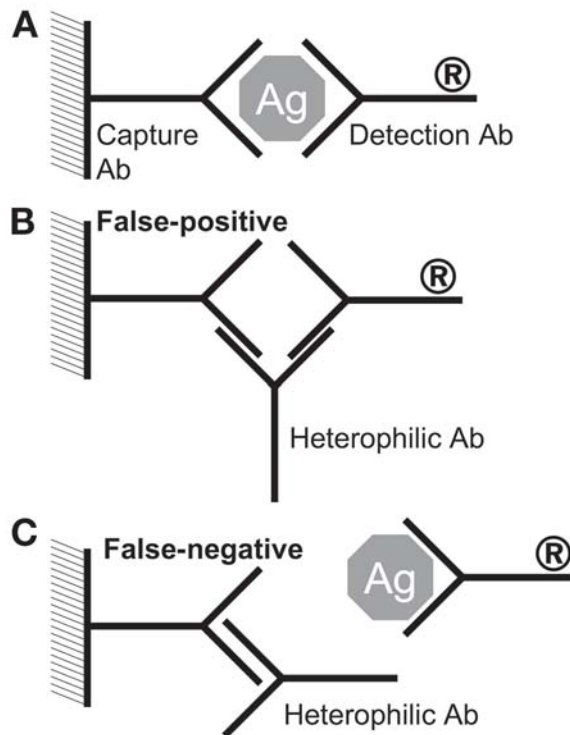 A
Ag
®
Capture
Ab
Detection Ab
B
False-positive
®
Heterophilic Ab
C
False-negative
Ag
®
Heterophilic Ab